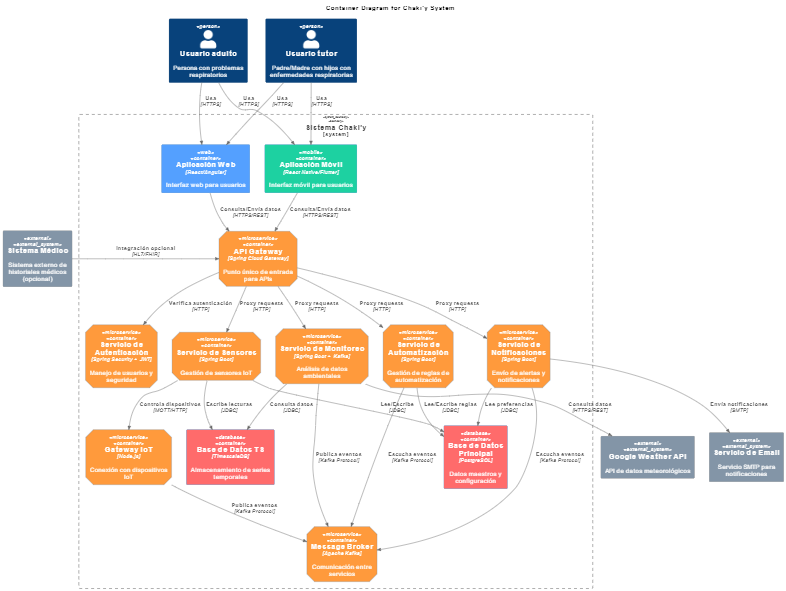 Container Diagram for Chaki'y System
«person»
Usuario adulto
Persona con problemas
respiratorios
«person»
Usuario tutor
Padre/Madre con hijos con
enfermedades respiratorias
Usa
[HTTPS]
Usa
[HTTPS]
Usa
[HTTPS]
Usa
[HTTPS]
Sistema Chaki'y
[system]
«web»
«container»
Aplicación Web
[React/Angular]
Interfaz web para usuarios
«mobile»
«container»
Aplicación Móvil
[React Native/Flutter]
Interfaz móvil para usuarios
Consulta/Envía datos
[HTTPS/REST]
Consulta/Envía datos
[HTTPS/REST]
«external»
«external_system»
Sistema Médico
Sistema externo de
historiales médicos
(opcional)
Integración opcional
[HL7/FHIR]
«microservice»
«container»
API Gateway
[Spring Cloud Gateway]
Punto único de entrada
para APIs
Verifica autenticación
[HTTP]
Proxy requests
[HTTP]
Proxy requests
[HTTP]
Proxy requests
[HTTP]
Proxy requests
[HTTP]
«microservice»
«container»
Servicio de
Autenticación
[Spring Security + JWT]
Manejo de usuarios y
seguridad
«microservice»
«container»
Servicio de Sensores
[Spring Boot]
Gestión de sensores IoT
«microservice»
«container»
Servicio de Monitoreo
[Spring Boot + Kafka]
Análisis de datos
ambientales
«microservice»
«container»
Servicio de
Automatización
[Spring Boot]
Gestión de reglas de
automatización
«microservice»
«container»
Servicio de
Notificaciones
[Spring Boot]
Envío de alertas y
notificaciones
Controla dispositivos
[MQTT/HTTP]
Escribe lecturas
[JDBC]
Consulta datos
[JDBC]
Lee/Escribe
[JDBC]
Lee/Escribe reglas
[JDBC]
Lee preferencias
[JDBC]
Consulta datos
[HTTPS/REST]
Envía notificaciones
[SMTP]
«microservice»
«container»
Gateway IoT
[Node.js]
Conexión con dispositivos
IoT
«database»
«container»
Base de Datos TS
[TimescaleDB]
Almacenamiento de series
temporales
«database»
«container»
Base de Datos
Principal
[PostgreSQL]
Datos maestros y
configuración
«external»
«external_system»
Google Weather API
API de datos meteorológicos
«external»
«external_system»
Servicio de Email
Servicio SMTP para
notificaciones
Publica eventos
[Kafka Protocol]
Escucha eventos
[Kafka Protocol]
Escucha eventos
[Kafka Protocol]
Publica eventos
[Kafka Protocol]
«microservice»
«container»
Message Broker
[Apache Kafka]
Comunicación entre
servicios